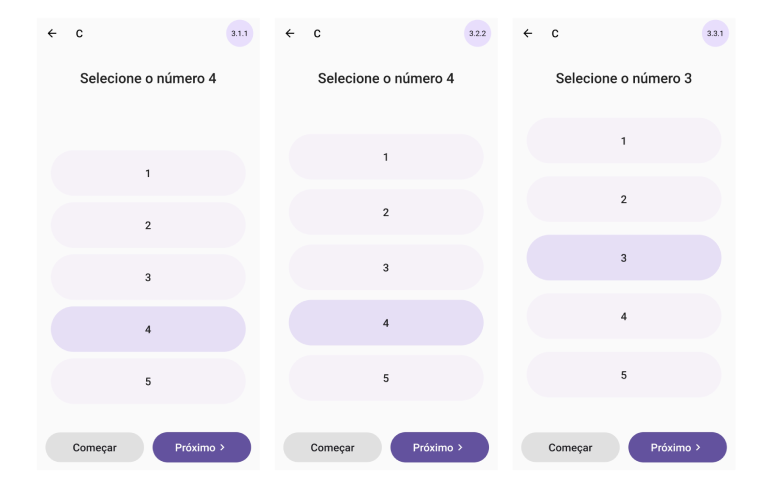 C 3.1.1
Selecione o número 4
1
2
3
4
5
Começar Próximo
C 3.2.2
Selecione o número 4
1
2
3
4
5
Começar Próximo
C 3.3.1
Selecione o número 3
1
2
3
4
5
Começar Próximo